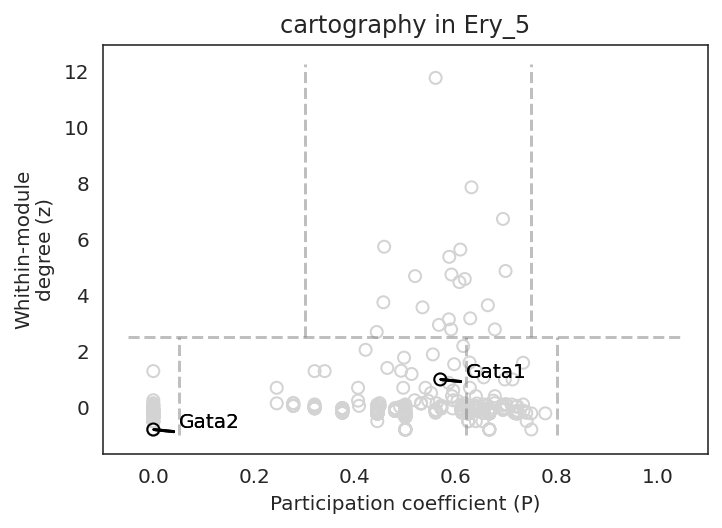 cartography in Ery_5
Whithin-module
degree (z)
12
10
8
6
4
2
0
Gata1
Gata2
0.0 0.2 0.4 0.6 0.8 1.0
Participation coefficient (P)